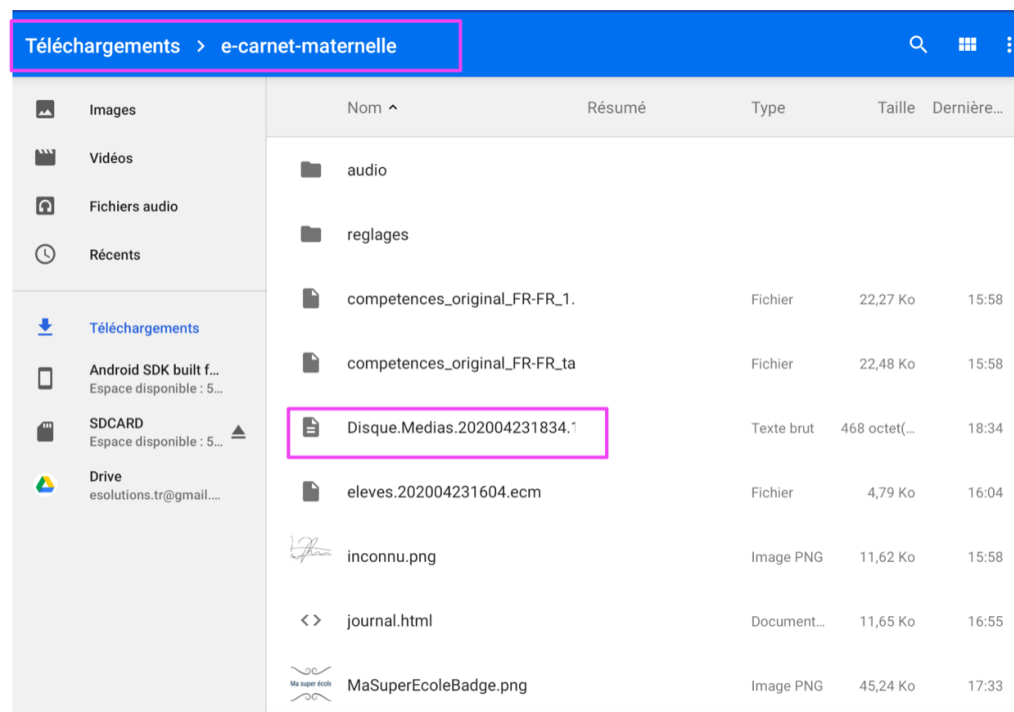 Téléchargements > e-carnet-maternelle
Images
Vidéos
Fichiers audio
Récents
Téléchargements
Android SDK built f...
Espace disponible : 5...
SDCARD
Espace disponible : 5...
Drive
esolutions.tr@gmail....
Nom Résumé Type Taille Dernière...
audio
reglages
competences_original_FR-FR_1. Fichier 22,27 Ko 15:58
competences_original_FR-FR_ta Fichier 22,48 Ko 15:58
Disque.Medias.202004231834.1 Texte brut 468 octet(... 18:34
eleves.202004231604.ecm Fichier 4,79 Ko 16:04
inconnu.png Image PNG 11,62 Ko 15:58
journal.html Document... 11,65 Ko 16:55
Ma super école
MaSuperEcoleBadge.png Image PNG 45,24 Ko 17:33